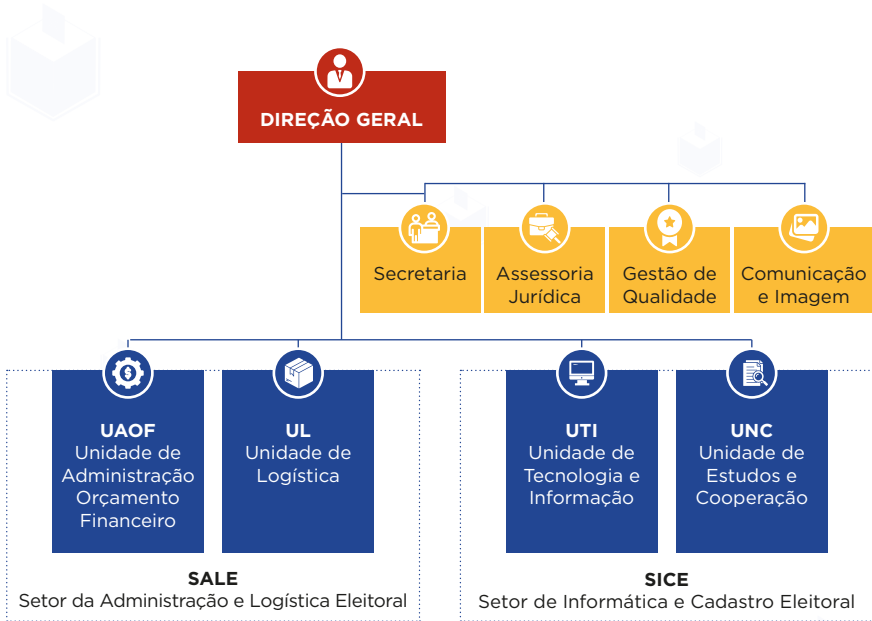 DIREÇÃO GERAL
Secretaria
Assessoria
Jurídica
Gestão de
Qualidade
Comunicação
e Imagem
UAOF
Unidade de
Administração
Orçamento
Financeiro
UL
Unidade de
Logística
UTI
Unidade de
Tecnologia e
Informação
UNC
Unidade de
Estudos e
Cooperação
SALE
Setor da Administração e Logística Eleitoral
SICE
Setor de Informática e Cadastro Eleitoral